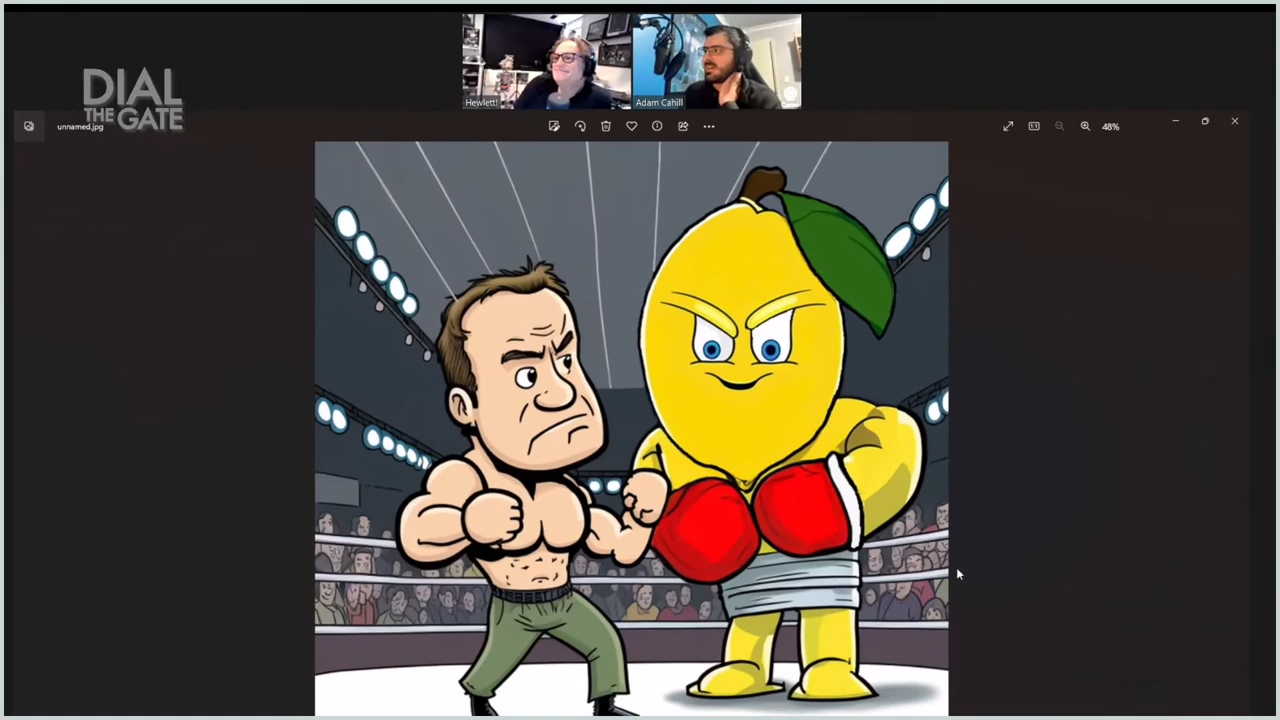 DIAL
THE GATE
Hewlett!
Adam Cahill
unnamed.jpg
48%